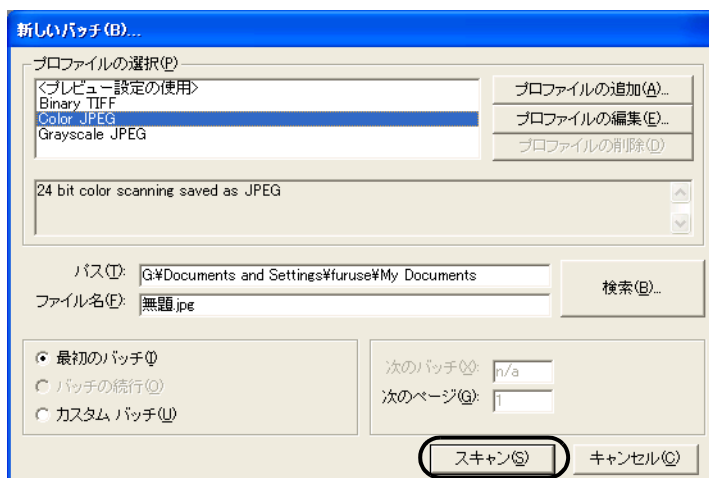 新しいバッチ(B)...
プロファイルの選択(P)
<プレビュー設定の使用>
Binary TIFF
Color JPEG
Grayscale JPEG
プロファイルの追加(A)...
プロファイルの編集(E)...
プロファイルの削除(D)
24 bit color scanning saved as JPEG
パス(T): G:¥Documents and Settings¥furuse¥My Documents
ファイル名(F): 無題.jpg
検索(B)...
最初のバッチ(I)
バッチの続行(O)
カスタム バッチ(U)
次のバッチ(X): n/a
次のページ(G): 1
スキャン(S)
キャンセル(C)